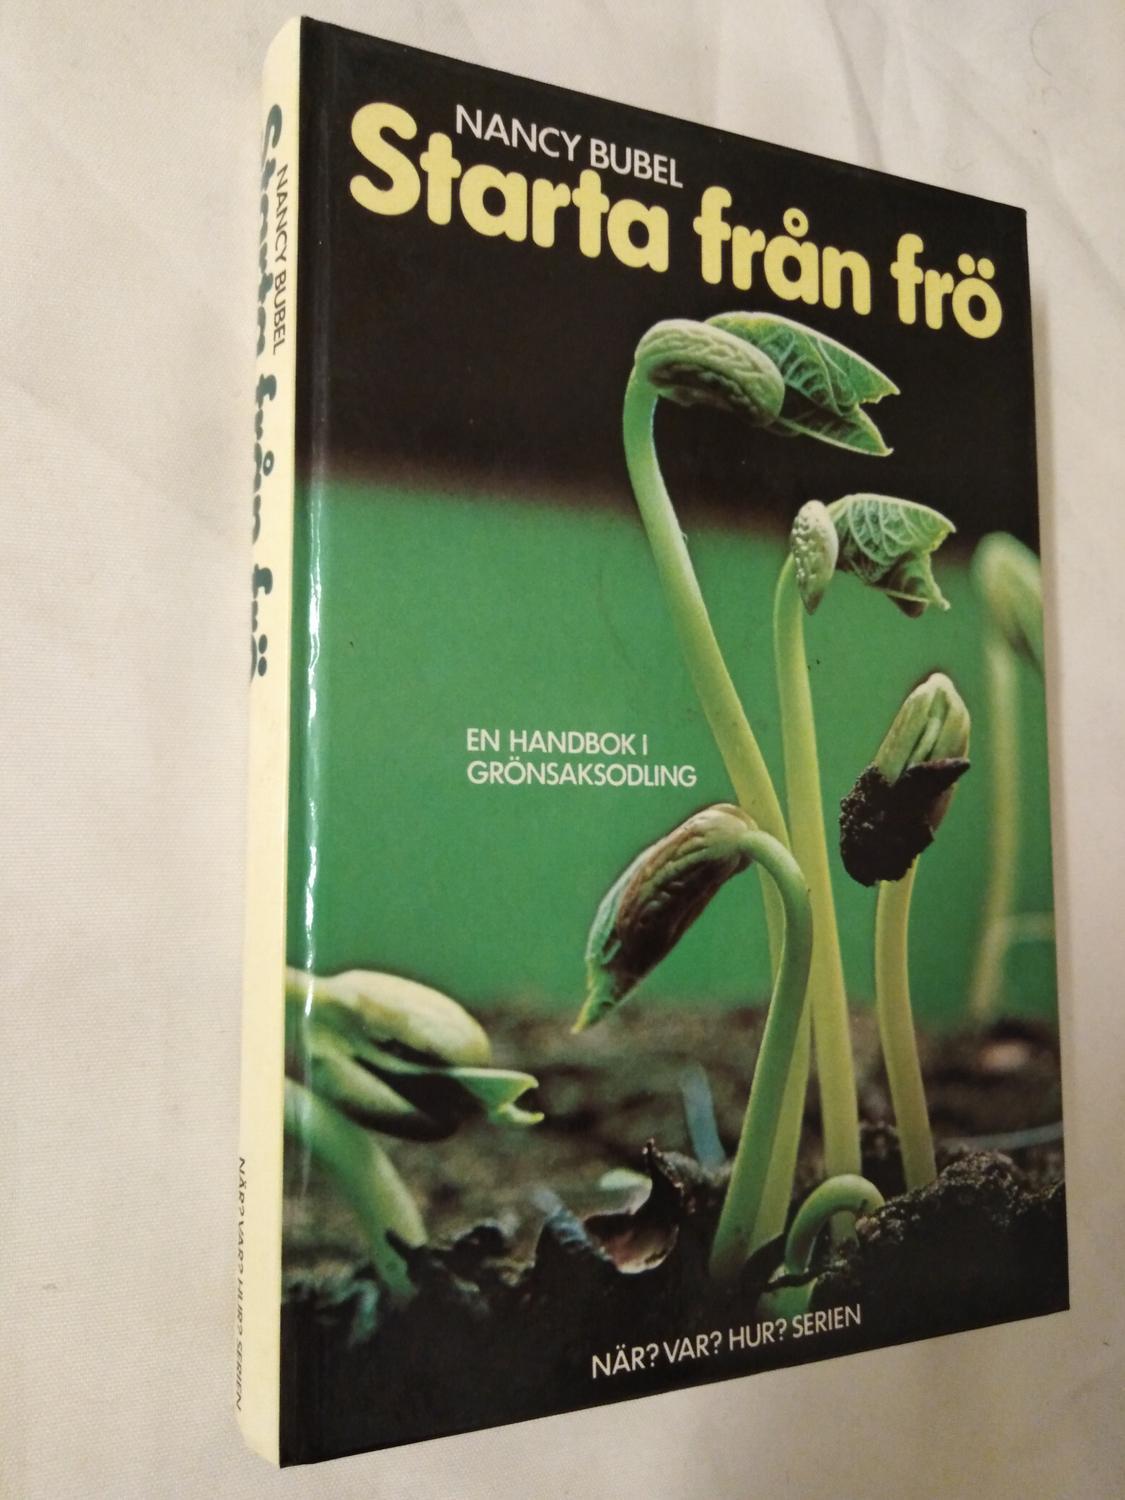 NANCY BUBEL
Starta från frö
EN HANDBOK I
GRÖNSAKSODLING
NÄR? VAR? HUR? SERIEN
NANCY BUBEL
Starta från frö
NÄR? VAR? HUR? SERIEN